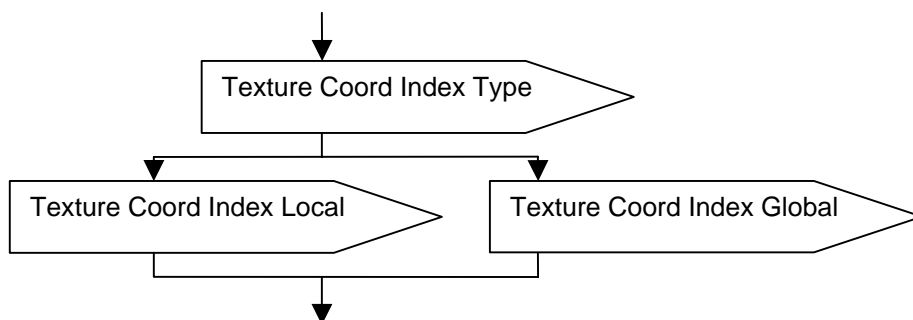 Texture Coord Index Type
Texture Coord Index Local
Texture Coord Index Global